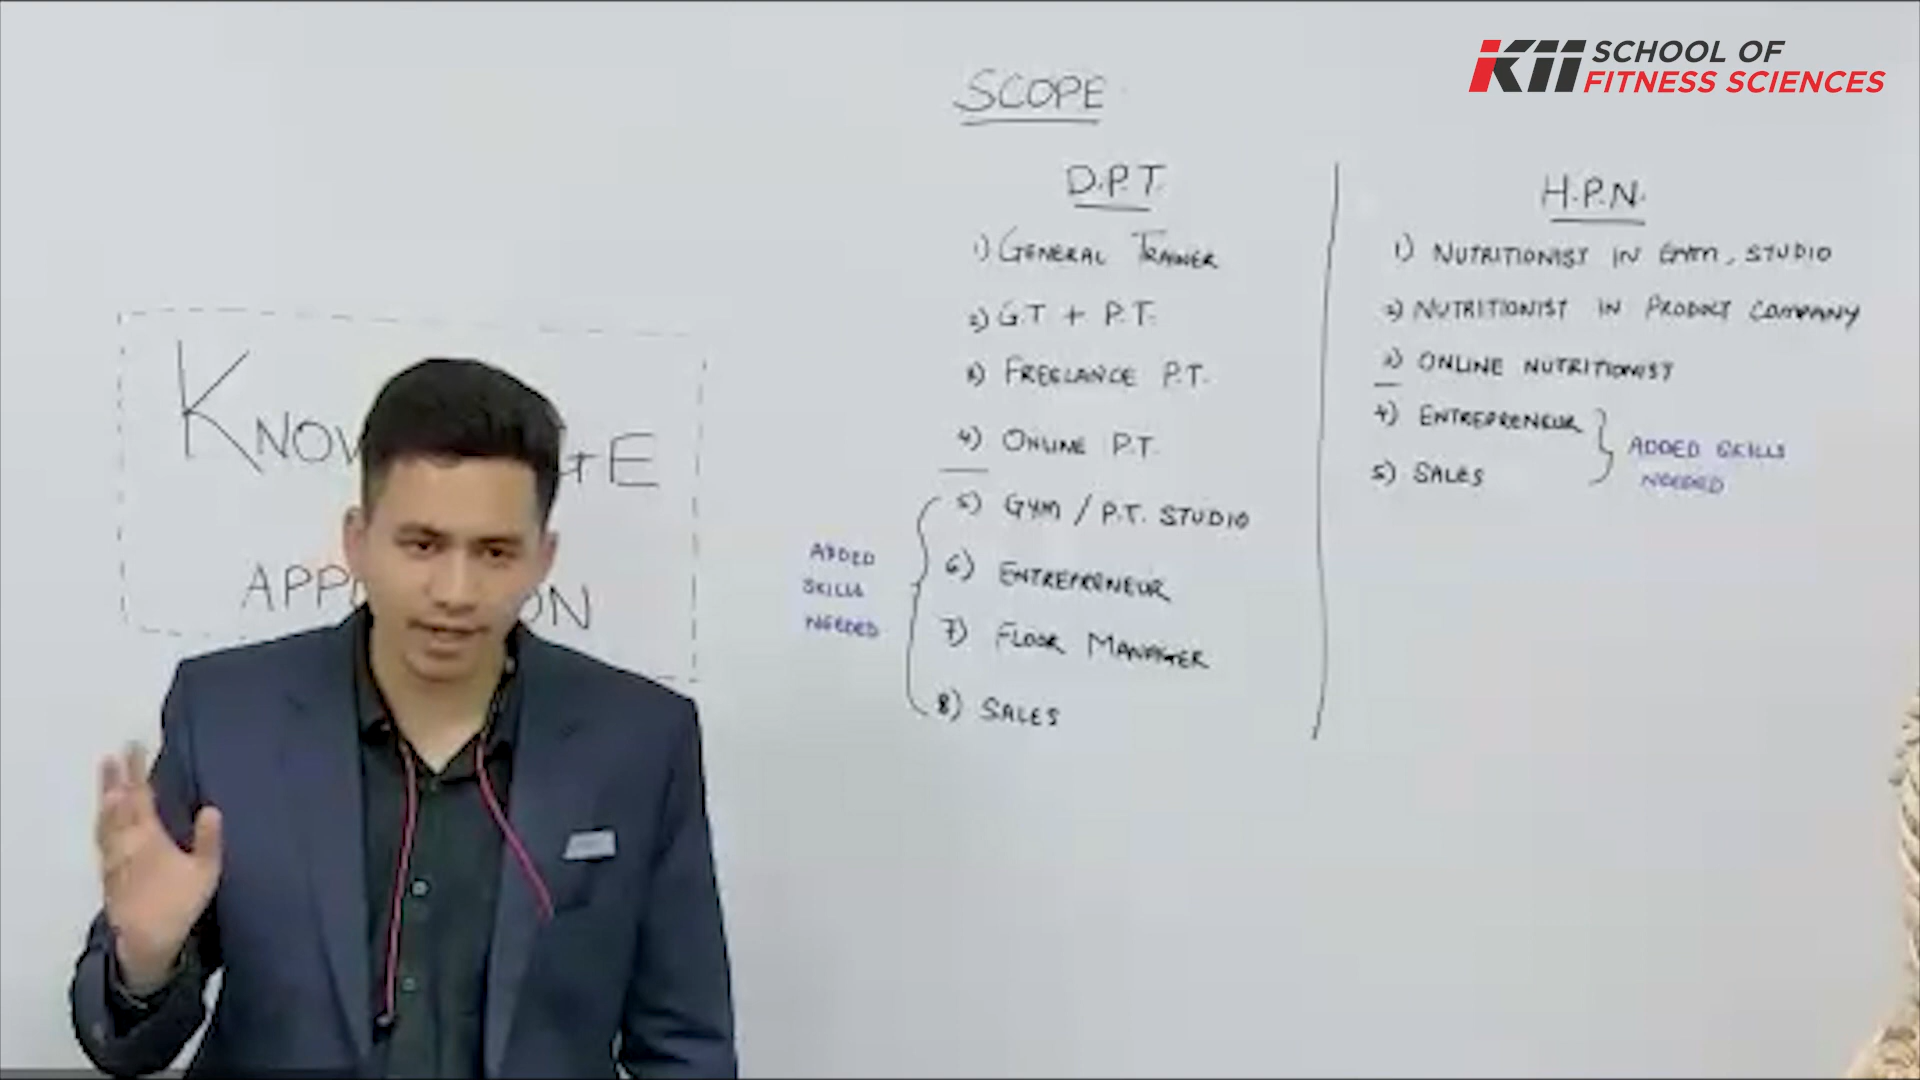 K11 SCHOOL OF
FITNESS SCIENCES
SCOPE
D.P.T.
1) GENERAL TRAINER
2) G.T + P.T.
3) FREELANCE P.T.
4) ONLINE P.T.
5) GYM / P.T. STUDIO
6) ENTREPRENEUR
7) FLOOR MANAGER
8) SALES
ADDED
SKILLS
NEEDED
H.P.N.
1) NUTRITIONIST IN GYM, STUDIO
2) NUTRITIONIST IN PRODUCT COMPANY
3) ONLINE NUTRITIONIST
4) ENTREPRENEUR
5) SALES
ADDED SKILLS
NEEDED